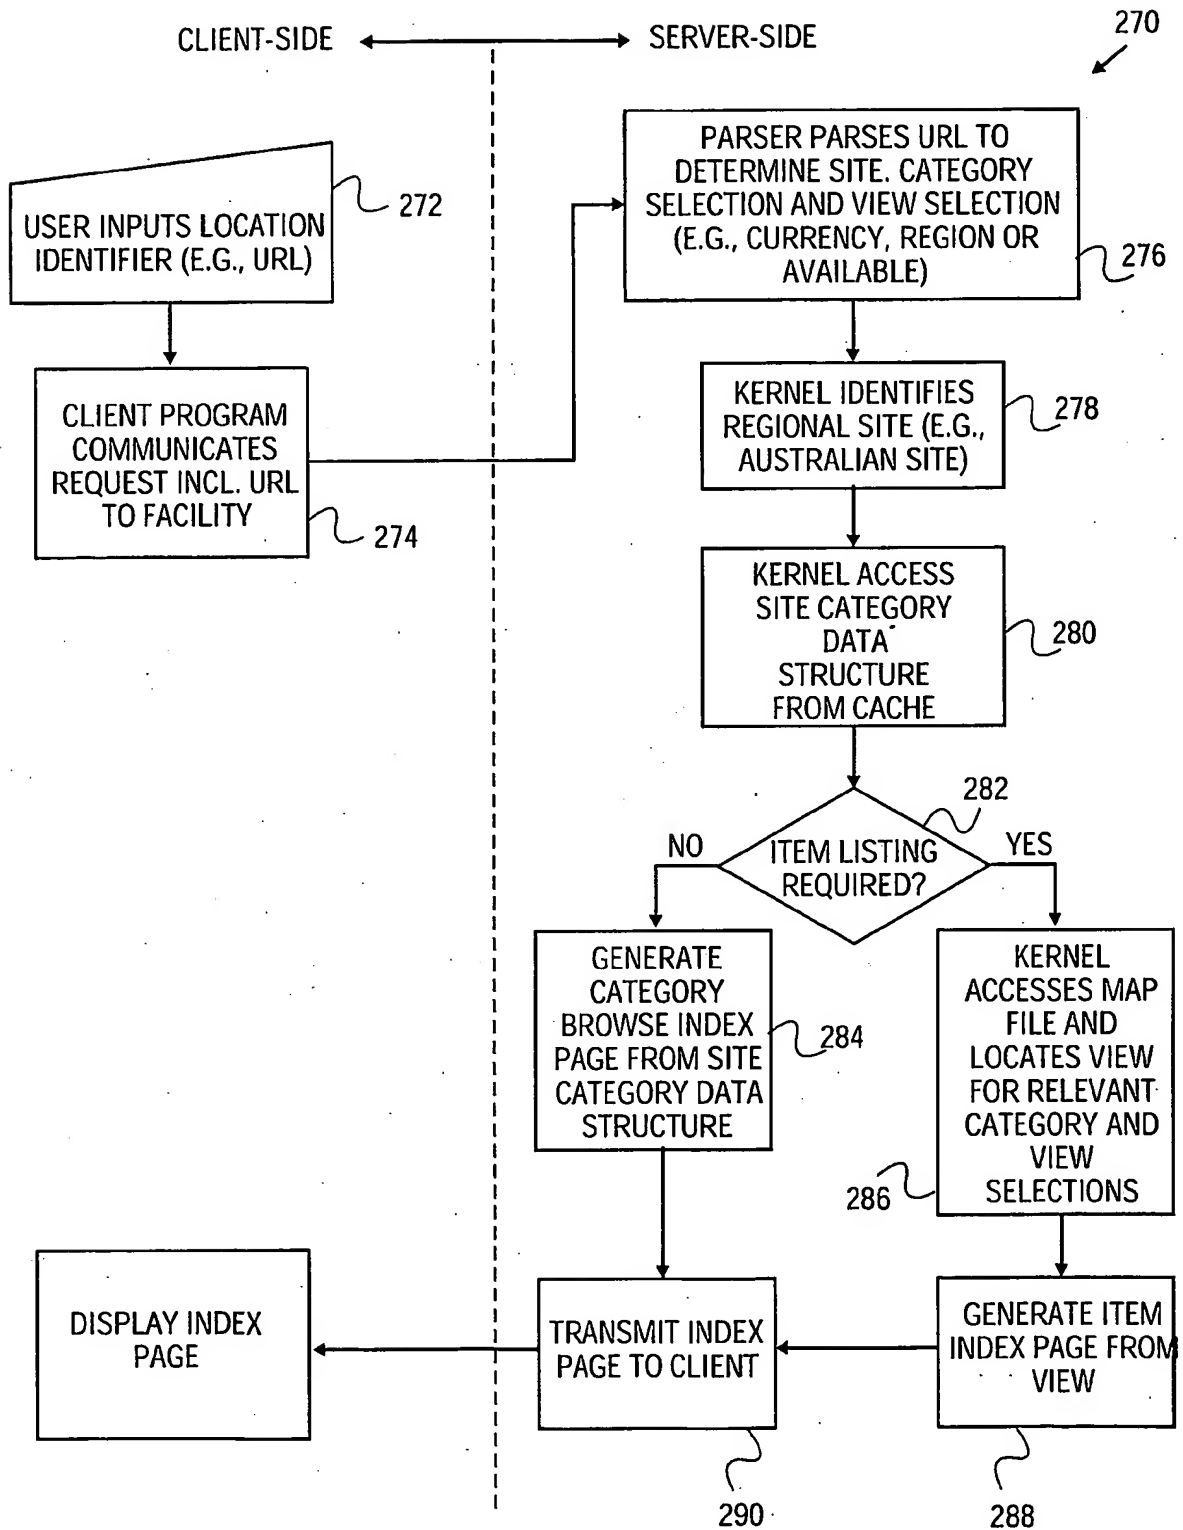 CLIENT-SIDE
SERVER-SIDE
270
USER INPUTS LOCATION
IDENTIFIER (E.G., URL)
272
CLIENT PROGRAM
COMMUNICATES
REQUEST INCL. URL
TO FACILITY
274
PARSER PARSES URL TO
DETERMINE SITE. CATEGORY
SELECTION AND VIEW SELECTION
(E.G., CURRENCY, REGION OR
AVAILABLE)
276
KERNEL IDENTIFIES
REGIONAL SITE (E.G.,
AUSTRALIAN SITE)
278
KERNEL ACCESS
SITE CATEGORY
DATA
STRUCTURE
FROM CACHE
280
282
ITEM LISTING
REQUIRED?
NO
YES
GENERATE
CATEGORY
BROWSE INDEX
PAGE FROM SITE
CATEGORY DATA
STRUCTURE
284
KERNEL
ACCESSES MAP
FILE AND
LOCATES VIEW
FOR RELEVANT
CATEGORY AND
VIEW
SELECTIONS
286
GENERATE ITEM
INDEX PAGE FROM
VIEW
288
TRANSMIT INDEX
PAGE TO CLIENT
290
DISPLAY INDEX
PAGE